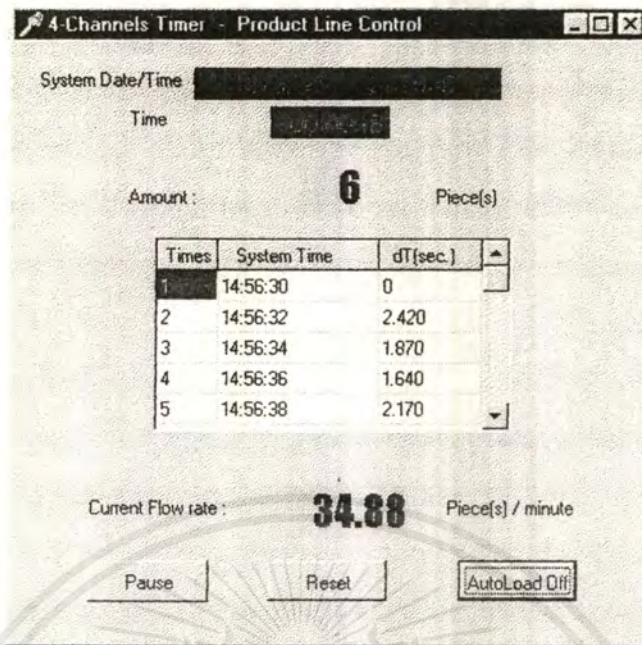 4-Channels Timer - Product Line Control
System Date/Time
Time
Amount : 6 Piece(s)
Times System Time dT(sec.)
1 14:56:30 0
2 14:56:32 2.420
3 14:56:34 1.870
4 14:56:36 1.640
5 14:56:38 2.170
Current Flow rate : 34.88 Piece(s) / minute
Pause Reset AutoLoad Off